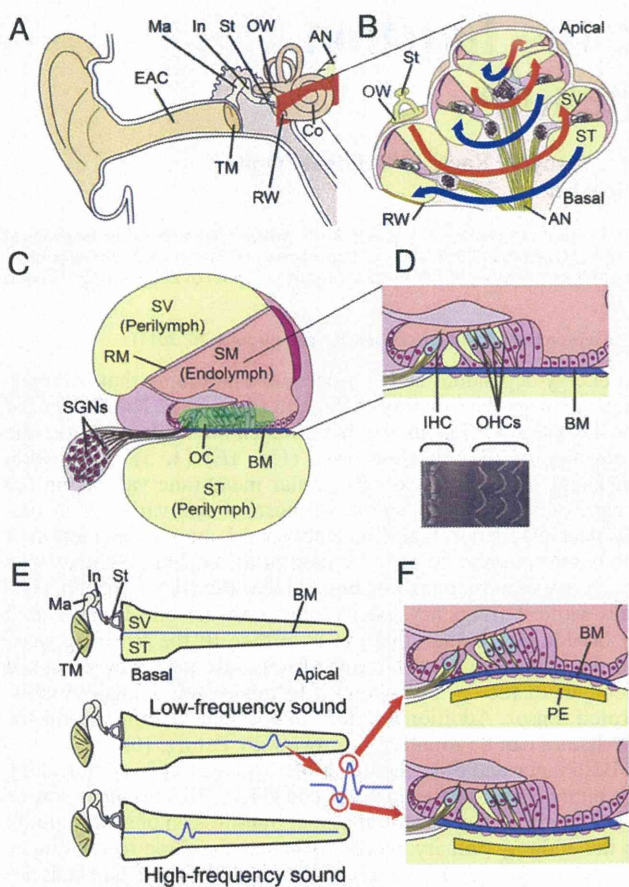 A
Ma In St OW AN
EAC
TM
Co
RW
B
Apical
St
OW
SV
ST
RW
Basal
AN
C
SV
(Perilymph)
RM
SM
(Endolymph)
SGNs
OC
BM
ST
(Perilymph)
D
IHC OHCs BM
E
In St
Ma
SV
ST
BM
TM
Basal Apical
Low-frequency sound
High-frequency sound
F
BM
PE